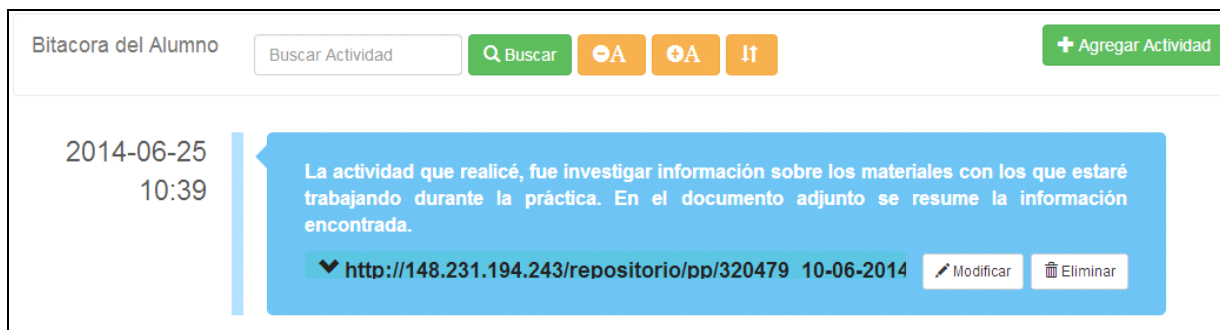 Bitacora del Alumno
Buscar Actividad
Buscar
A
A
Agregar Actividad
2014-06-25
10:39
La actividad que realicé, fue investigar información sobre los materiales con los que estaré
trabajando durante la práctica. En el documento adjunto se resume la información
encontrada.
http://148.231.194.243/repositorio/pp/320479_10-06-2014
Modificar
Eliminar